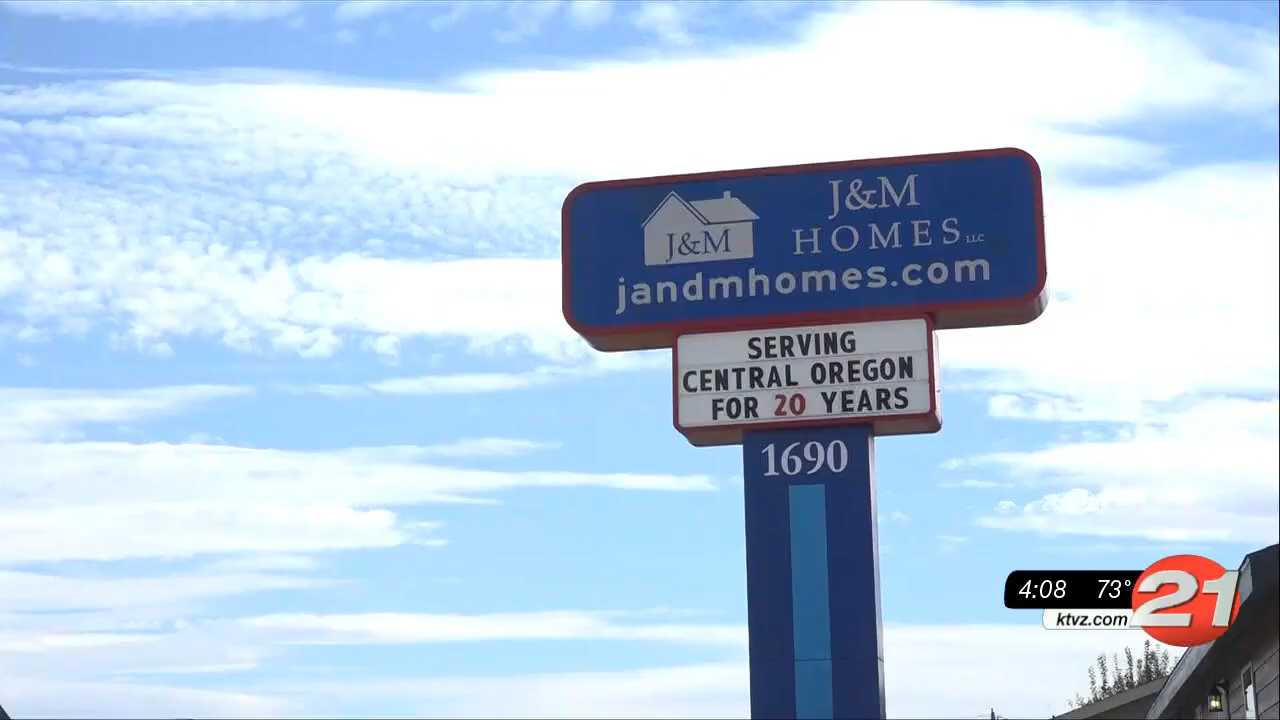 J&M
J&M
HOMES LLC
jandmhomes.com
SERVING
CENTRAL OREGON
FOR 20 YEARS
1690
4:08 73°
21
ktvz.com